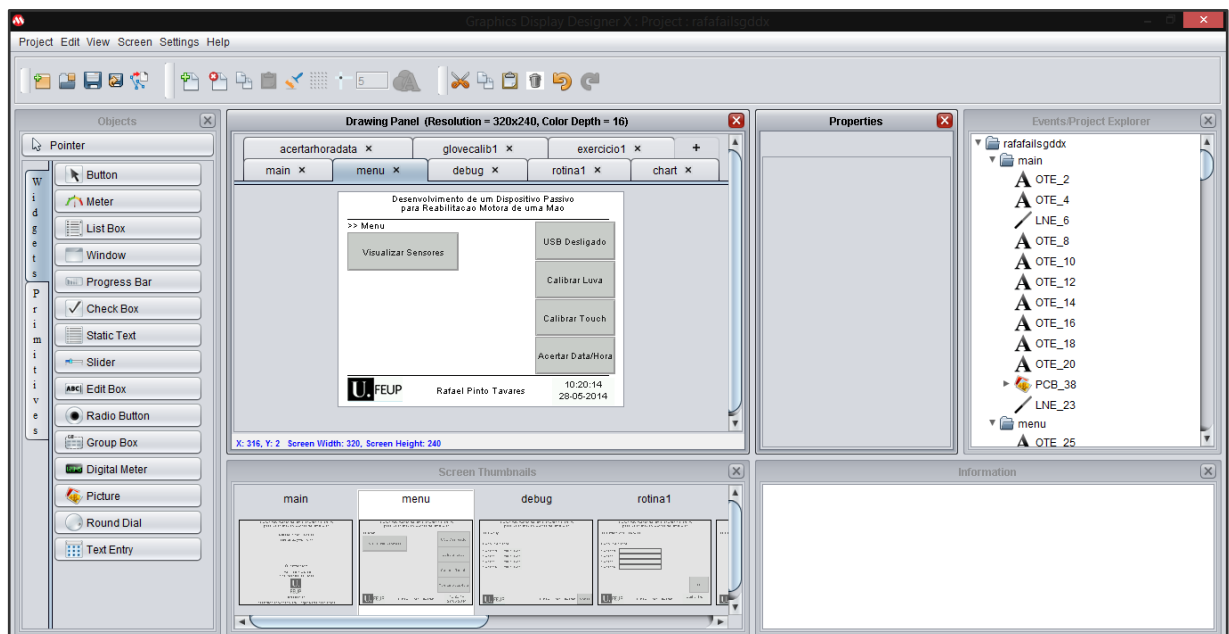 Graphics Display Designer X : Project : rafafailsgddx
Project Edit View Screen Settings Help
5
Objects
Pointer
Widgets
Primitives
Button
Meter
List Box
Window
Progress Bar
Check Box
Static Text
Slider
ABC Edit Box
Radio Button
Group Box
Digital Meter
Picture
Round Dial
Text Entry
Drawing Panel (Resolution = 320x240, Color Depth = 16)
acertarhoradata × glovecalib1 × exercicio1 × +
main × menu × debug × rotina1 × chart ×
Desenvolvimento de um Dispositivo Passivo
para Reabilitacao Motora de uma Mao
>> Menu
Visualizar Sensores
USB Desligado
Calibrar Luva
Calibrar Touch
Acertar Data/Hora
U. FEUP
Rafael Pinto Tavares
10:20:14
28-05-2014
X: 316, Y: 2 Screen Width: 320, Screen Height: 240
Screen Thumbnails
main menu debug rotina1
Properties
Events/Project Explorer
rafafailsgddx
main
OTE_2
OTE_4
LNE_6
OTE_8
OTE_10
OTE_12
OTE_14
OTE_16
OTE_18
OTE_20
PCB_38
LNE_23
menu
OTE_25
Information